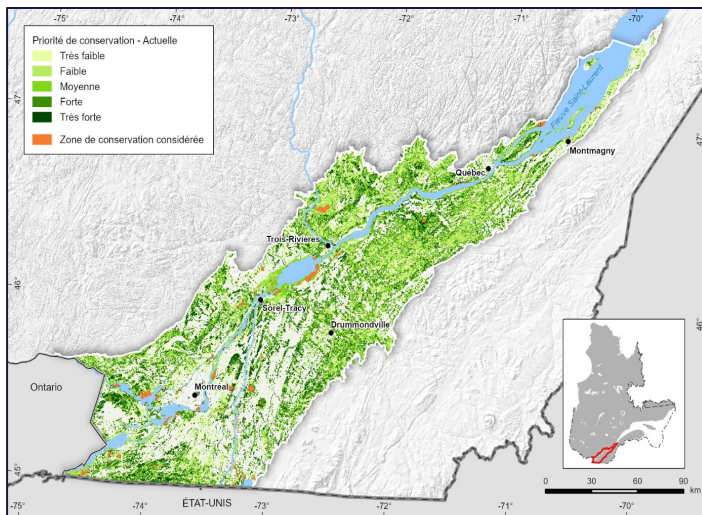 -74
-73
-72
-71
-70
Priorité de conservation - Actuelle
Très faible
Faible
Moyenne
Forte
Très forte
Zone de conservation considérée
47°
47°
Fleuve Saint-Laurent
Montmagny
Québec
Trois-Rivières
46°
46°
Sorel-Tracy
Drummondville
Ontario
Montréal
45°
ÉTAT-UNIS
0 30 60 90
km
-75°
-74°
-73°
-72°
-71°
-70°